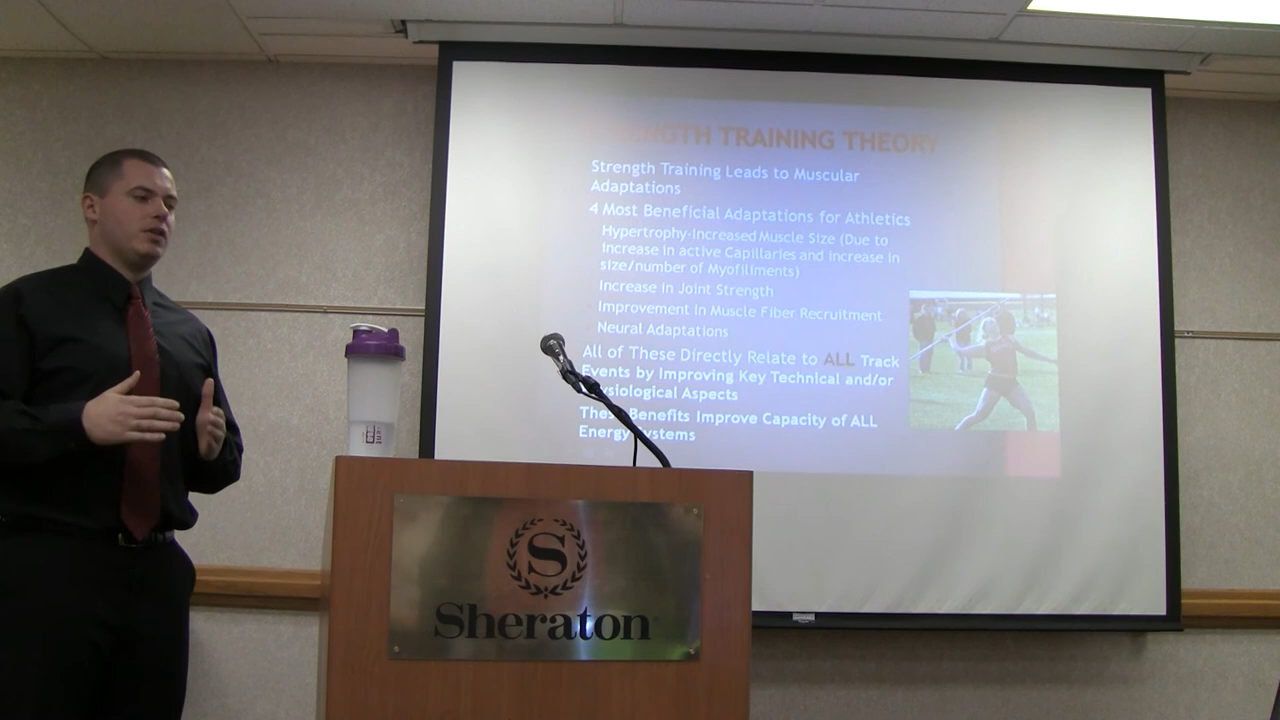 STRENGTH TRAINING THEORY
Strength Training Leads to Muscular
Adaptations
4 Most Beneficial Adaptations for Athletics
Hypertrophy-Increased Muscle Size (Due to
Increase in active Capillaries and increase in
size/number of Myofiliments)
Increase in Joint Strength
Improvement in Muscle Fiber Recruitment
Neural Adaptations
All of These Directly Relate to ALL Track
Events by Improving Key Technical and/or
Physiological Aspects
These Benefits Improve Capacity of ALL
Energy Systems
S
Sheraton